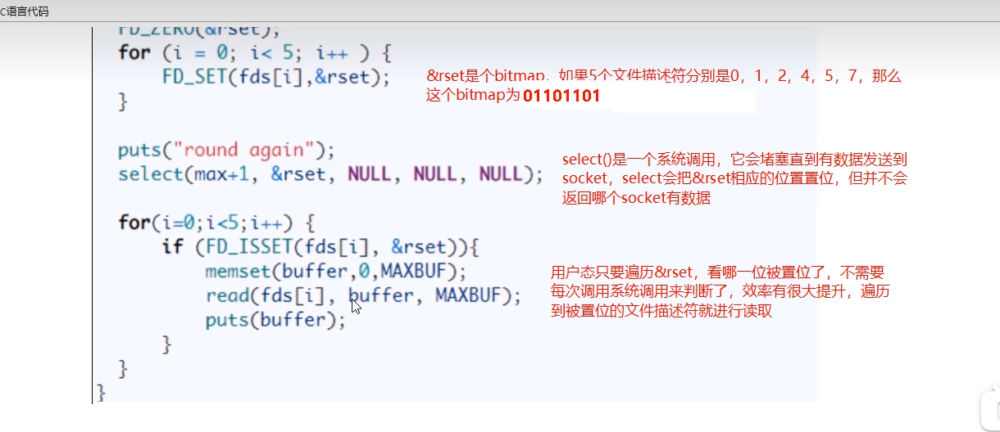 C语言代码
FD_ZERO(&rset);
for (i = 0; i< 5; i++ ) {
FD_SET(fds[i],&rset);
}
&rset是个bitmap，如果5个文件描述符分别是0，1，2，4，5，7，那么
这个bitmap为01101101
puts("round again");
select(max+1, &rset, NULL, NULL, NULL);
select()是一个系统调用，它会堵塞直到有数据发送到
socket，select会把&rset相应的位置置位，但并不会
返回哪个socket有数据
for(i=0;i<5;i++) {
if (FD_ISSET(fds[i], &rset)){
memset(buffer,0,MAXBUF);
read(fds[i], buffer, MAXBUF);
puts(buffer);
}
}
}
用户态只要遍历&rset，看哪一位被置位了，不需要
每次调用系统调用来判断了，效率有很大提升，遍历
到被置位的文件描述符就进行读取